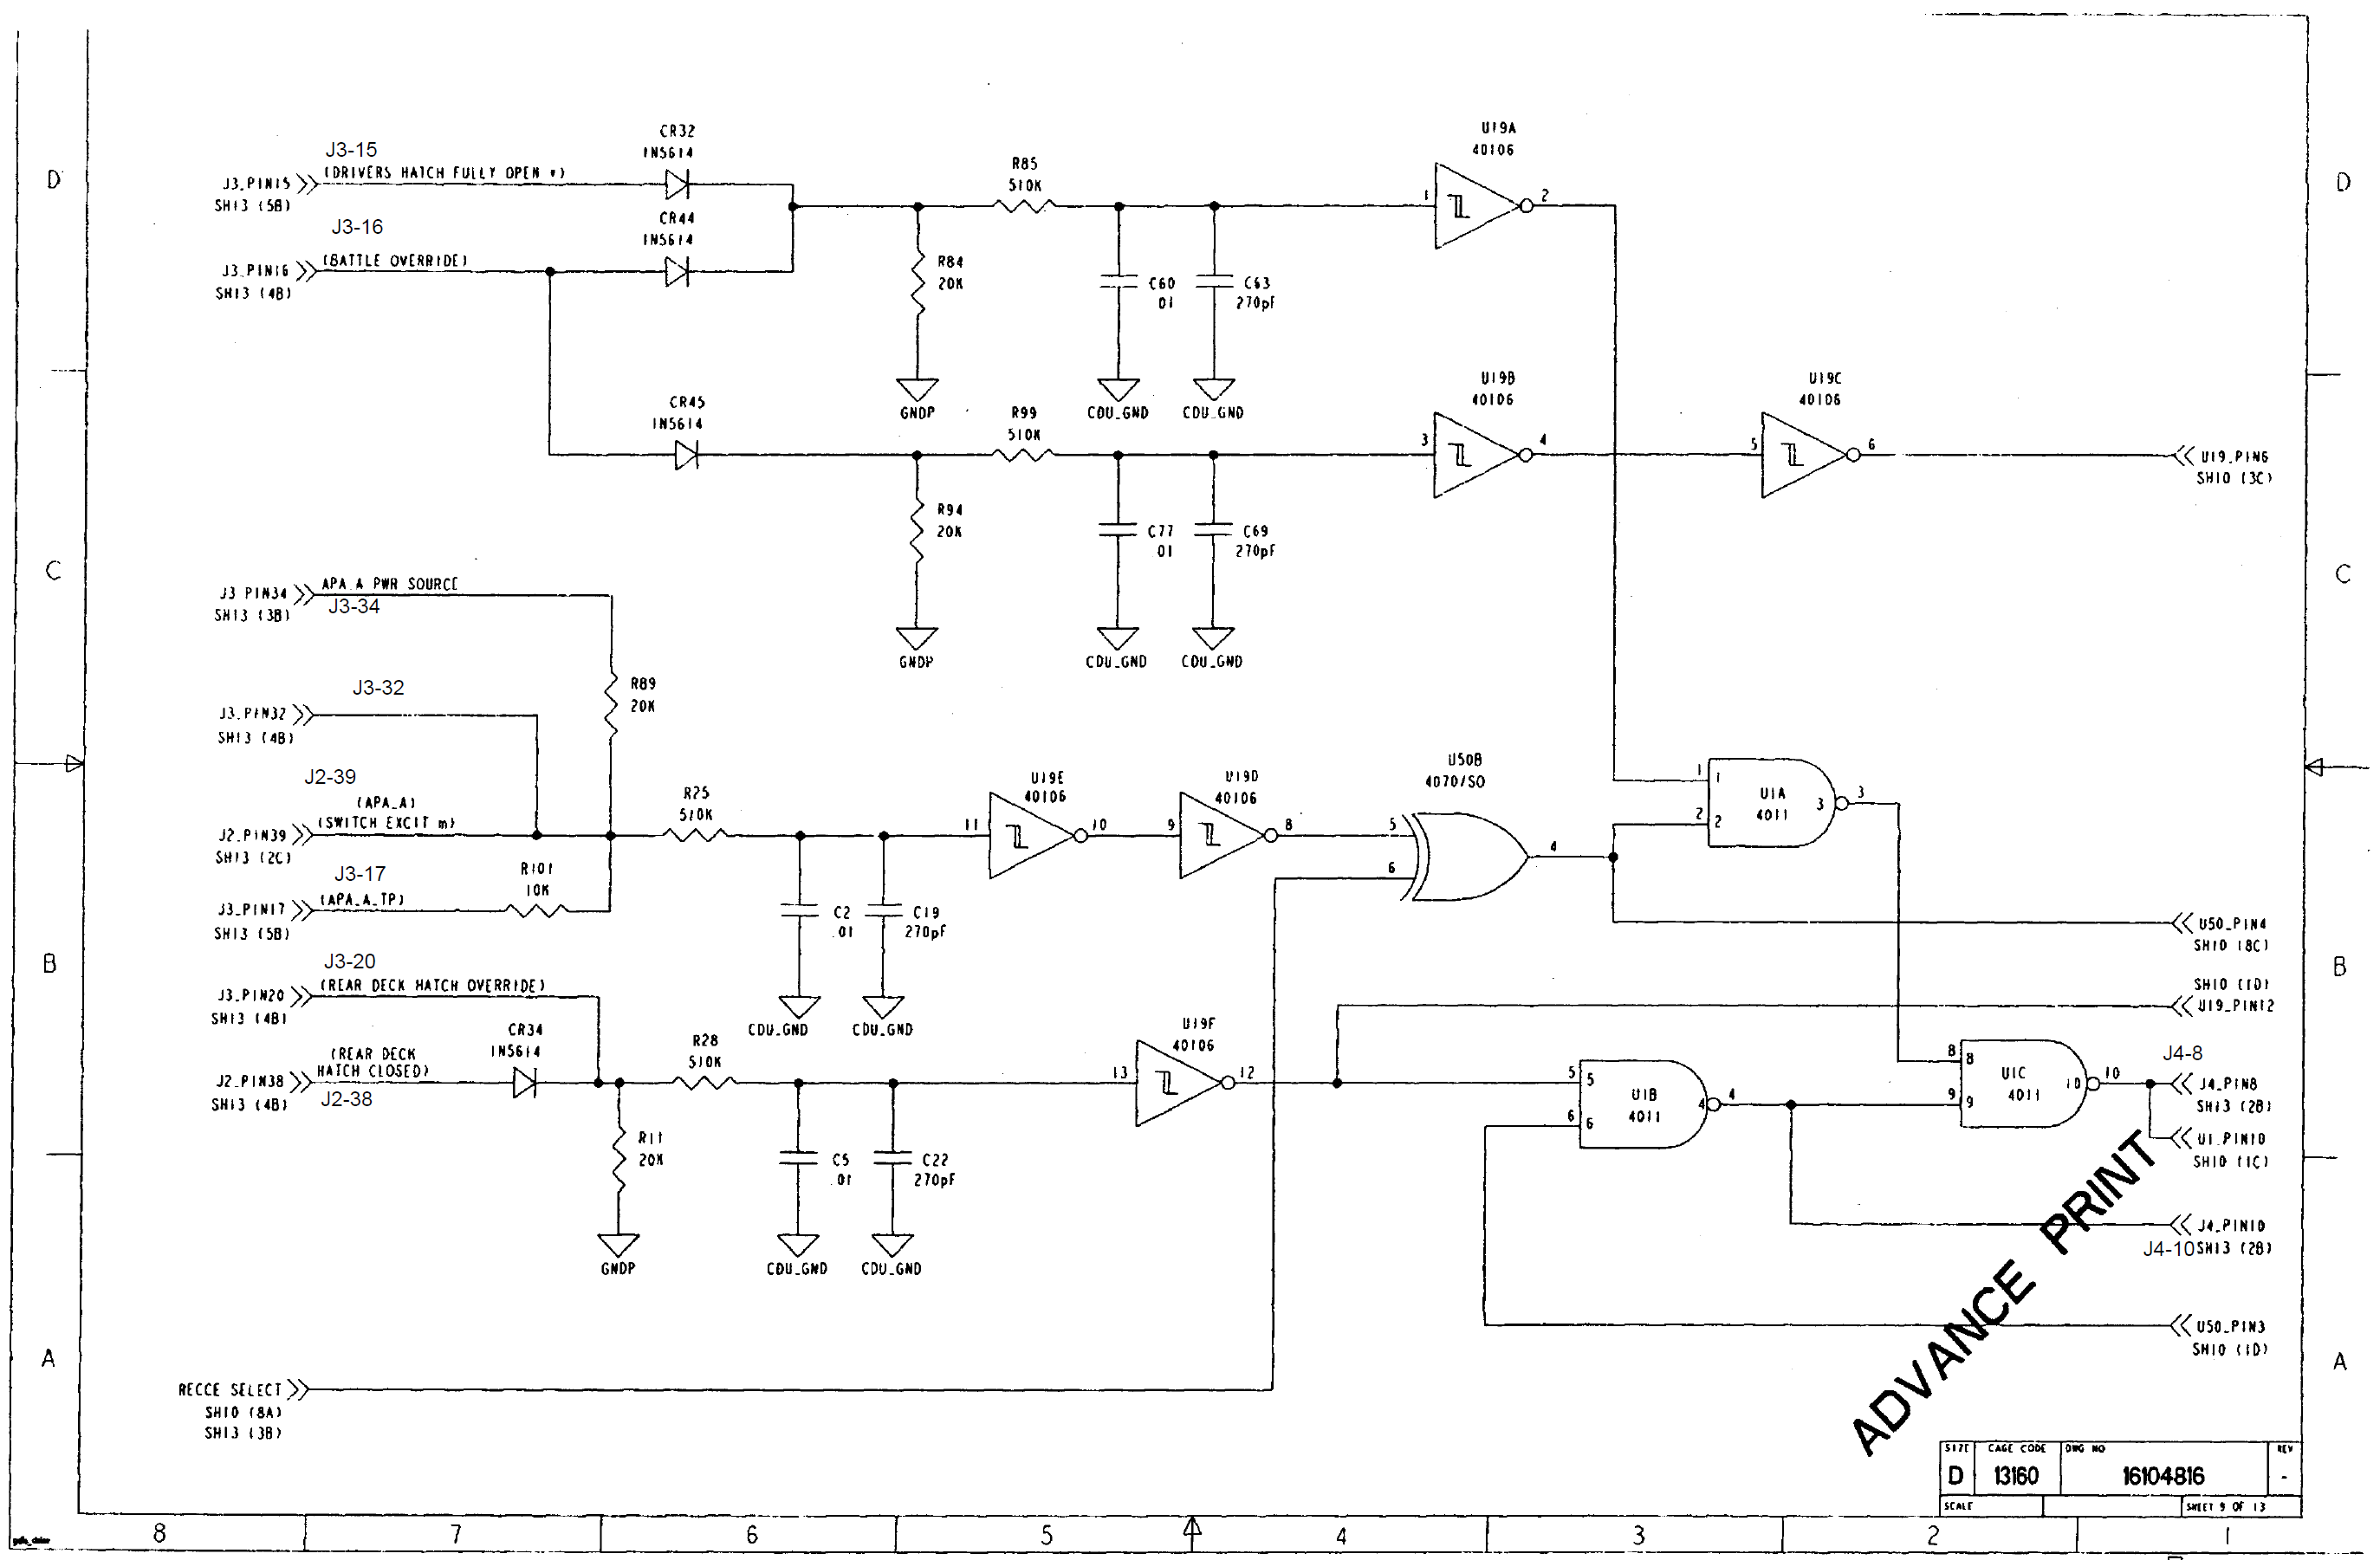 D
D
C
C
B
B
A
A
J3-15
J3_PIN15
(DRIVERS HATCH FULLY OPEN *)
SH13 (5B)
CR32
1N5614
J3-16
J3_PIN16
(BATTLE OVERRIDE)
SH13 (4B)
CR44
1N5614
R85
510K
R84
20K
GNDP
C60
.01
CDU_GND
C63
270pF
CDU_GND
U19A
40106
1
2
CR45
1N5614
R99
510K
R94
20K
GNDP
C77
.01
CDU_GND
C69
270pF
CDU_GND
U19B
40106
3
4
U19C
40106
5
6
U19_PIN6
SH10 (3C)
J3 PIN34
APA_A PWR SOURCE
J3-34
SH13 (3B)
R89
20K
J3-32
J3_PIN32
SH13 (4B)
J2-39
(APA_A)
J2_PIN39
(SWITCH EXCIT m)
SH13 (2C)
J3-17
J3_PIN17
(APA_A_TP)
SH13 (5B)
R101
10K
R25
510K
C2
.01
CDU_GND
C19
270pF
CDU_GND
U19E
40106
11
10
U19D
40106
9
8
U50B
4070/SO
5
6
4
1
1
2
2
U1A
4011
3
3
U50_PIN4
SH10 (8C)
J3-20
J3_PIN20
(REAR DECK HATCH OVERRIDE)
SH13 (4B)
(REAR DECK
HATCH CLOSED)
J2_PIN38
SH13 (4B)
J2-38
CR34
1N5614
R28
510K
R11
20K
GNDP
C5
.01
CDU_GND
C22
270pF
CDU_GND
U19F
40106
13
12
SH10 (1D)
U19_PIN12
5
5
6
6
U1B
4011
4
4
8
8
9
9
U1C
4011
10
10
J4-8
J4_PIN8
SH13 (2B)
U1_PIN10
SH10 (1C)
J4_PIN10
J4-10
SH13 (2B)
U50_PIN3
SH10 (1D)
RECCE SELECT
SH10 (8A)
SH13 (3B)
ADVANCE PRINT
SIZE
D
CAGE CODE
13160
DWG NO
16104816
REV
-
SCALE
SHEET 9 OF 13
8
7
6
5
4
3
2
1